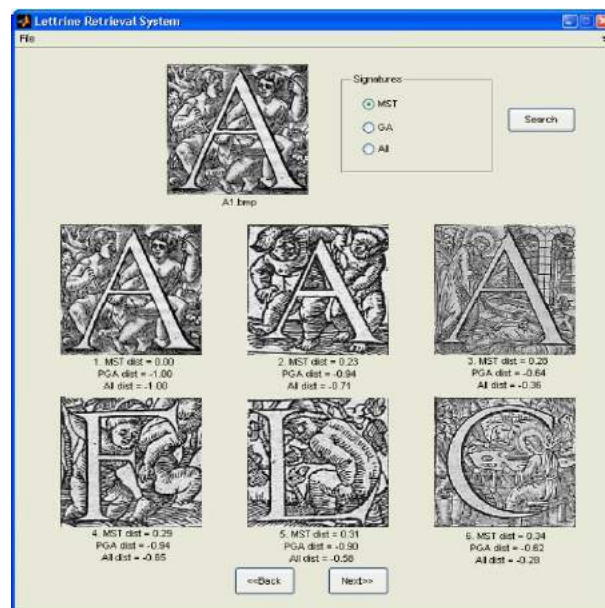 Lettrine Retrieval System
File
Signatures
MST
GA
All
Search
A1.bmp
A
A
A
A
1. MST dist = 0.00
PGA dist = -1.00
All dist = -1.00
2. MST dist = 0.23
PGA dist = -0.94
All dist = -0.71
3. MST dist = 0.28
PGA dist = -0.64
All dist = -0.36
F
L
C
4. MST dist = 0.29
PGA dist = -0.94
All dist = -0.65
5. MST dist = 0.31
PGA dist = -0.90
All dist = -0.58
6. MST dist = 0.34
PGA dist = -0.62
All dist = -0.28
<<Back
Next>>